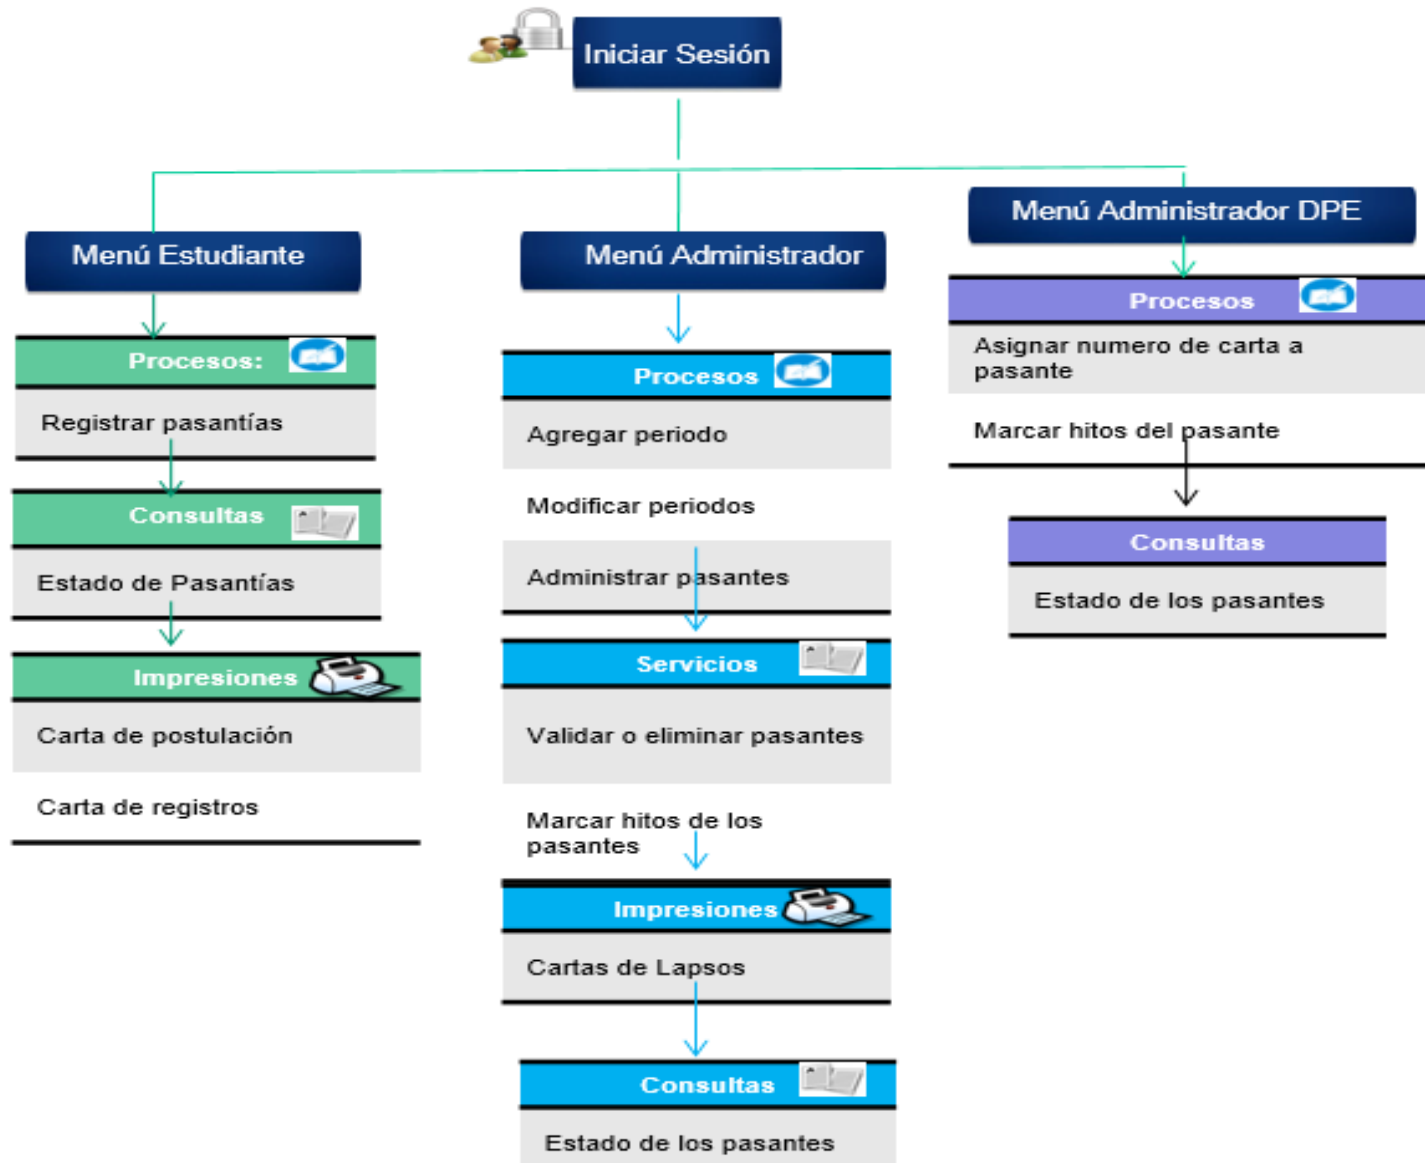 Iniciar Sesión
Menú Estudiante
Procesos:
Registrar pasantías
Consultas
Estado de Pasantías
Impresiones
Carta de postulación
Carta de registros
Menú Administrador
Procesos
Agregar periodo
Modificar periodos
Administrar pasantes
Servicios
Validar o eliminar pasantes
Marcar hitos de los
pasantes
Impresiones
Cartas de Lapsos
Consultas
Estado de los pasantes
Menú Administrador DPE
Procesos
Asignar numero de carta a
pasante
Marcar hitos del pasante
Consultas
Estado de los pasantes